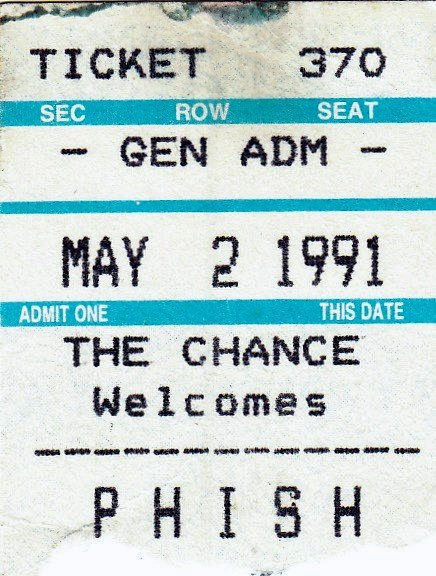 TICKET 370
SEC ROW SEAT
- GEN ADM -
MAY 2 1991
ADMIT ONE THIS DATE
THE CHANCE
Welcomes
PHISH